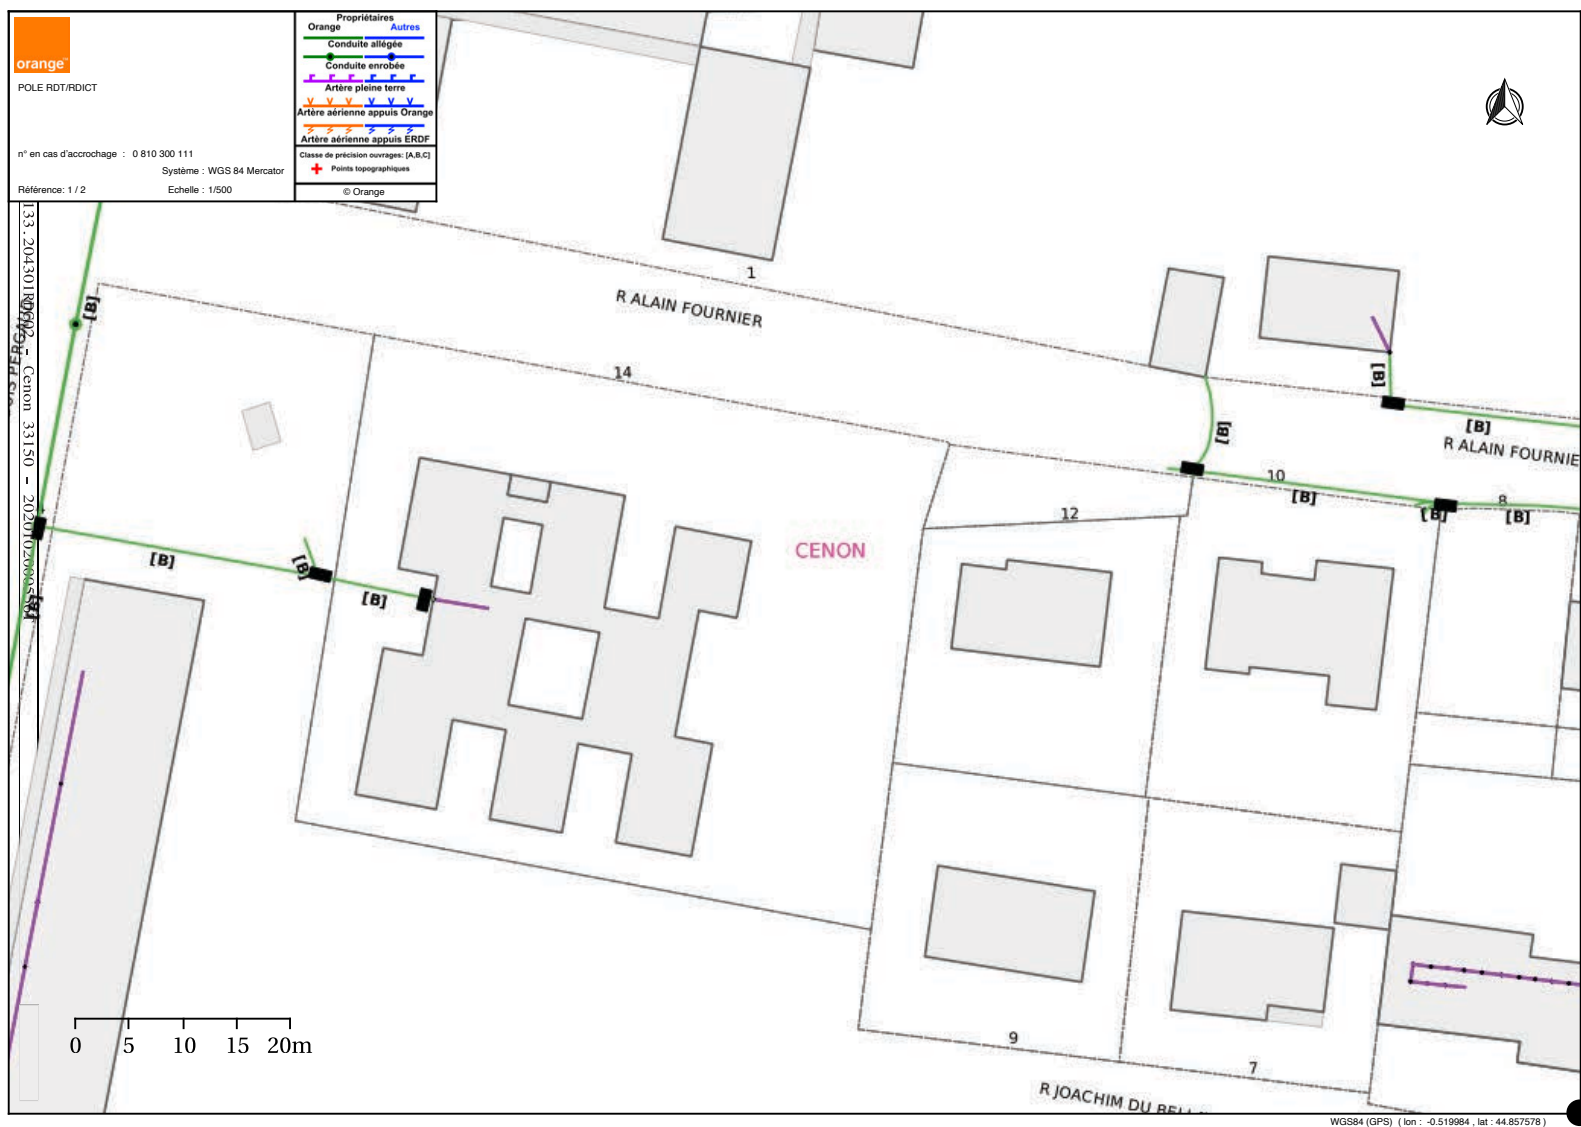 orange™
POLE RDT/RDICT
n° en cas d'accrochage : 0 810 300 111
Système : WGS 84 Mercator
Référence: 1 / 2
Echelle : 1/500
Propriétaires
Orange Autres
Conduite allégée
Conduite enrobée
Artère pleine terre
Artère aérienne appuis Orange
Artère aérienne appuis ERDF
Classe de précision ouvrages: [A,B,C]
Points topographiques
© Orange
- Cenon 33150 -
1
R ALAIN FOURNIER
[B]
14
[B]
[B]
[B]
R ALAIN FOURNIE
10
[B]
8
[B]
[B]
12
CENON
[B]
[B]
[B]
[B]
0 5 10 15 20m
9
7
R JOACHIM DU
WGS84 (GPS) ( lon : -0.519984 , lat : 44.857578 )